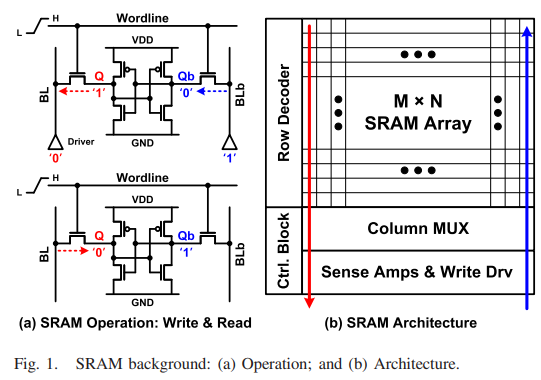 Wordline
L
H
VDD
Q
Qb
'1'
'0'
BL
BLb
Driver
GND
'0'
'1'
Wordline
L
H
VDD
Q
Qb
'0'
'1'
BL
BLb
GND
(a) SRAM Operation: Write & Read
Row Decoder
M × N
SRAM Array
Ctrl. Block
Column MUX
Sense Amps & Write Drv
(b) SRAM Architecture
Fig. 1. SRAM background: (a) Operation; and (b) Architecture.